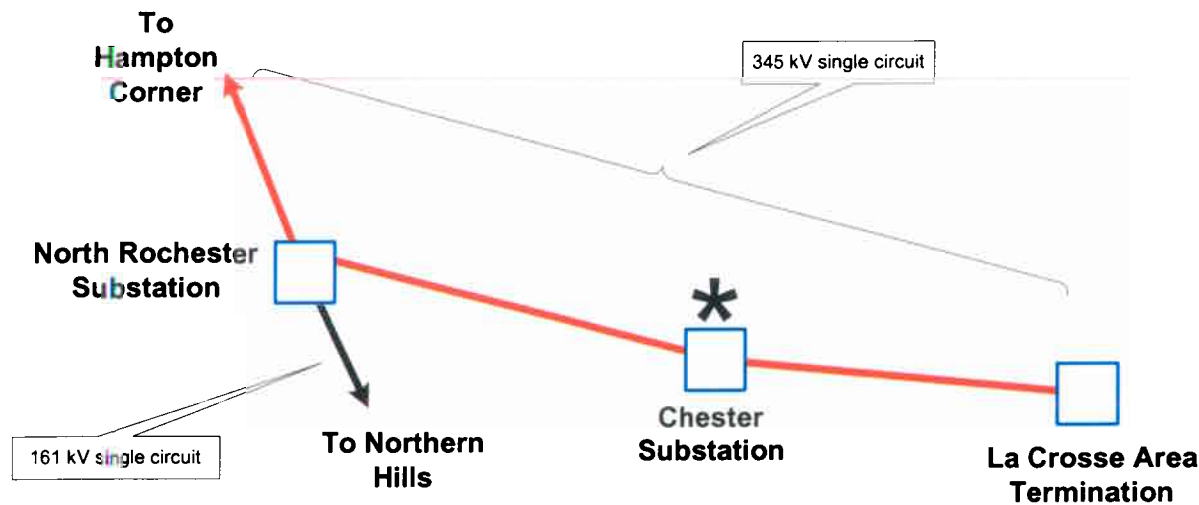 To
Hampton
Corner
345 kV single circuit
North Rochester
Substation
*
Chester
Substation
161 kV single circuit
To Northern
Hills
La Crosse Area
Termination